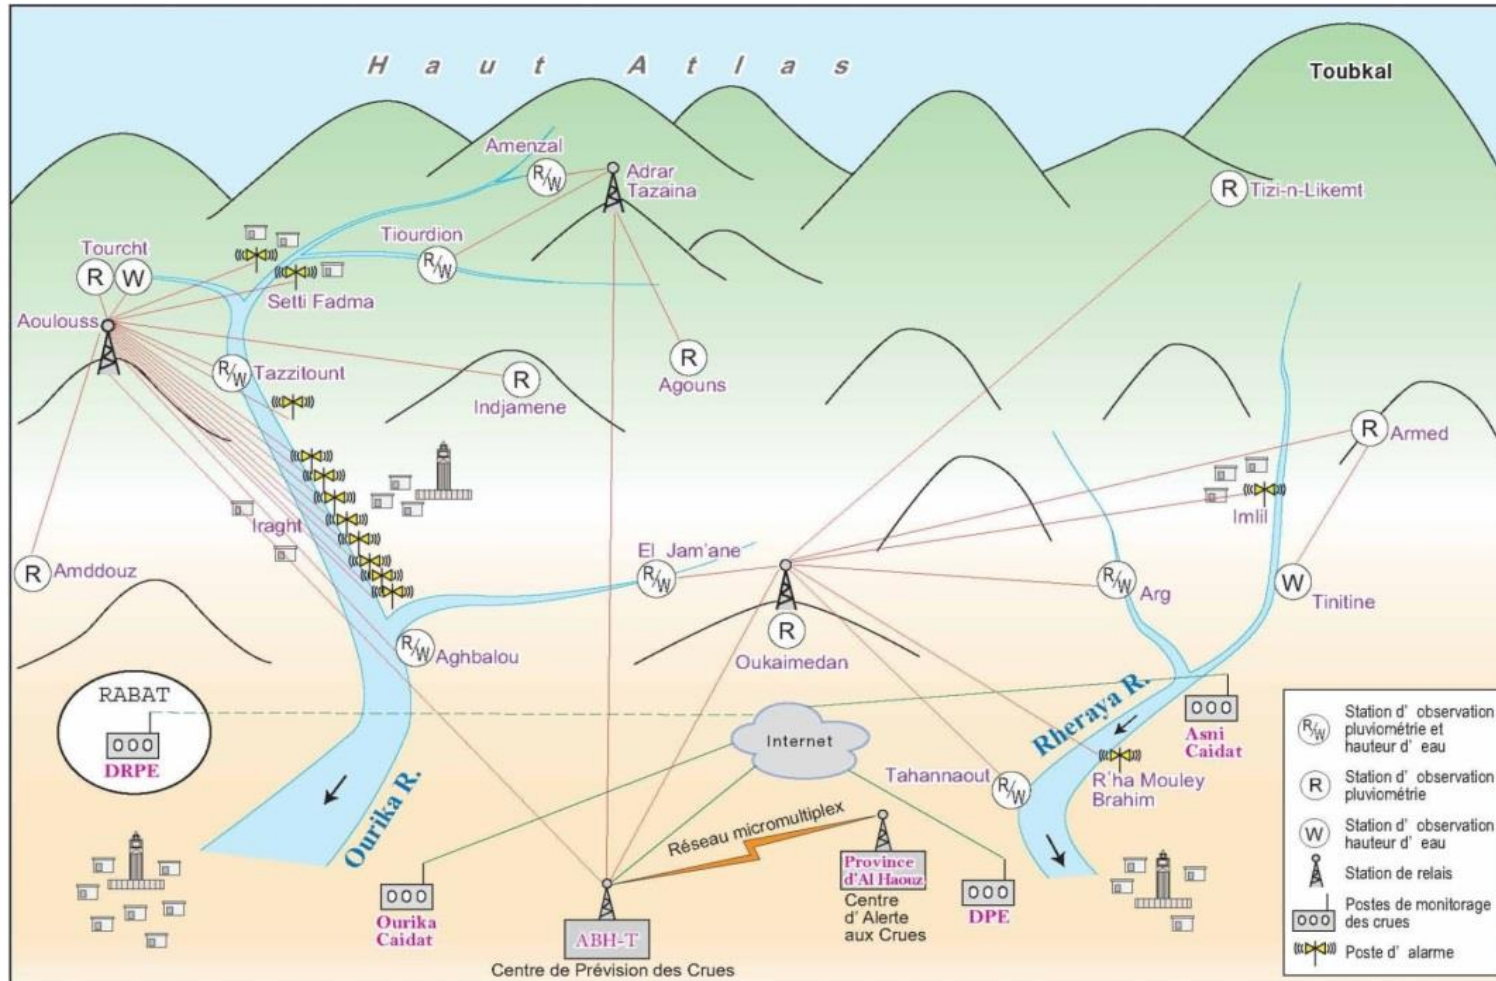 Haut Atlas
Toubkal
Amenzal
R/W
Adrar
Tazaina
R
Tizi-n-Likemt
Tourcht
R
W
Tiourdion
R/W
Setti Fadma
Aoulouss
R/W
Tazzitount
R
Indjamene
R
Agouns
R
Armed
Imlil
Iraght
R
Amddouz
El Jam'ane
R/W
R
Oukaimedan
R/W
Arg
W
Tinitine
R/W
Aghbalou
RABAT
DRPE
Internet
Rheraya R.
Asni
Caidat
Tahannaout
R/W
R'ha Mouley
Brahim
Ourika R.
Réseau micromultiplex
Province
d'Al Haouz
Centre
d' Alerte
aux Crues
DPE
Ourika
Caidat
ABH-T
Centre de Prévision des Crues
R/W
Station d' observation
pluviométrie et
hauteur d' eau
R
Station d' observation
pluviométrie
W
Station d' observation
hauteur d' eau
Station de relais
Postes de monitorage
des crues
Poste d' alarme